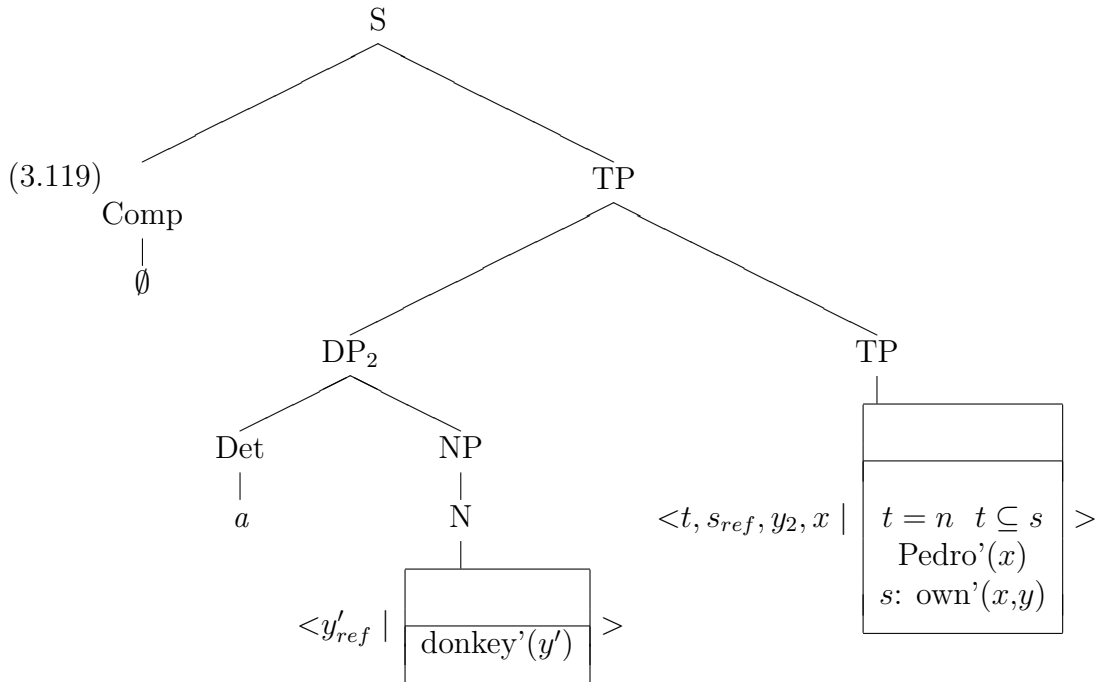 S
(3.119)
TP
Comp
∅
DP₂
TP
Det
NP
a
N
<t, s_ref, y₂, x | t = n t ⊆ s >
Pedro’(x)
s: own’(x,y)
<y′_ref | donkey’(y′) >